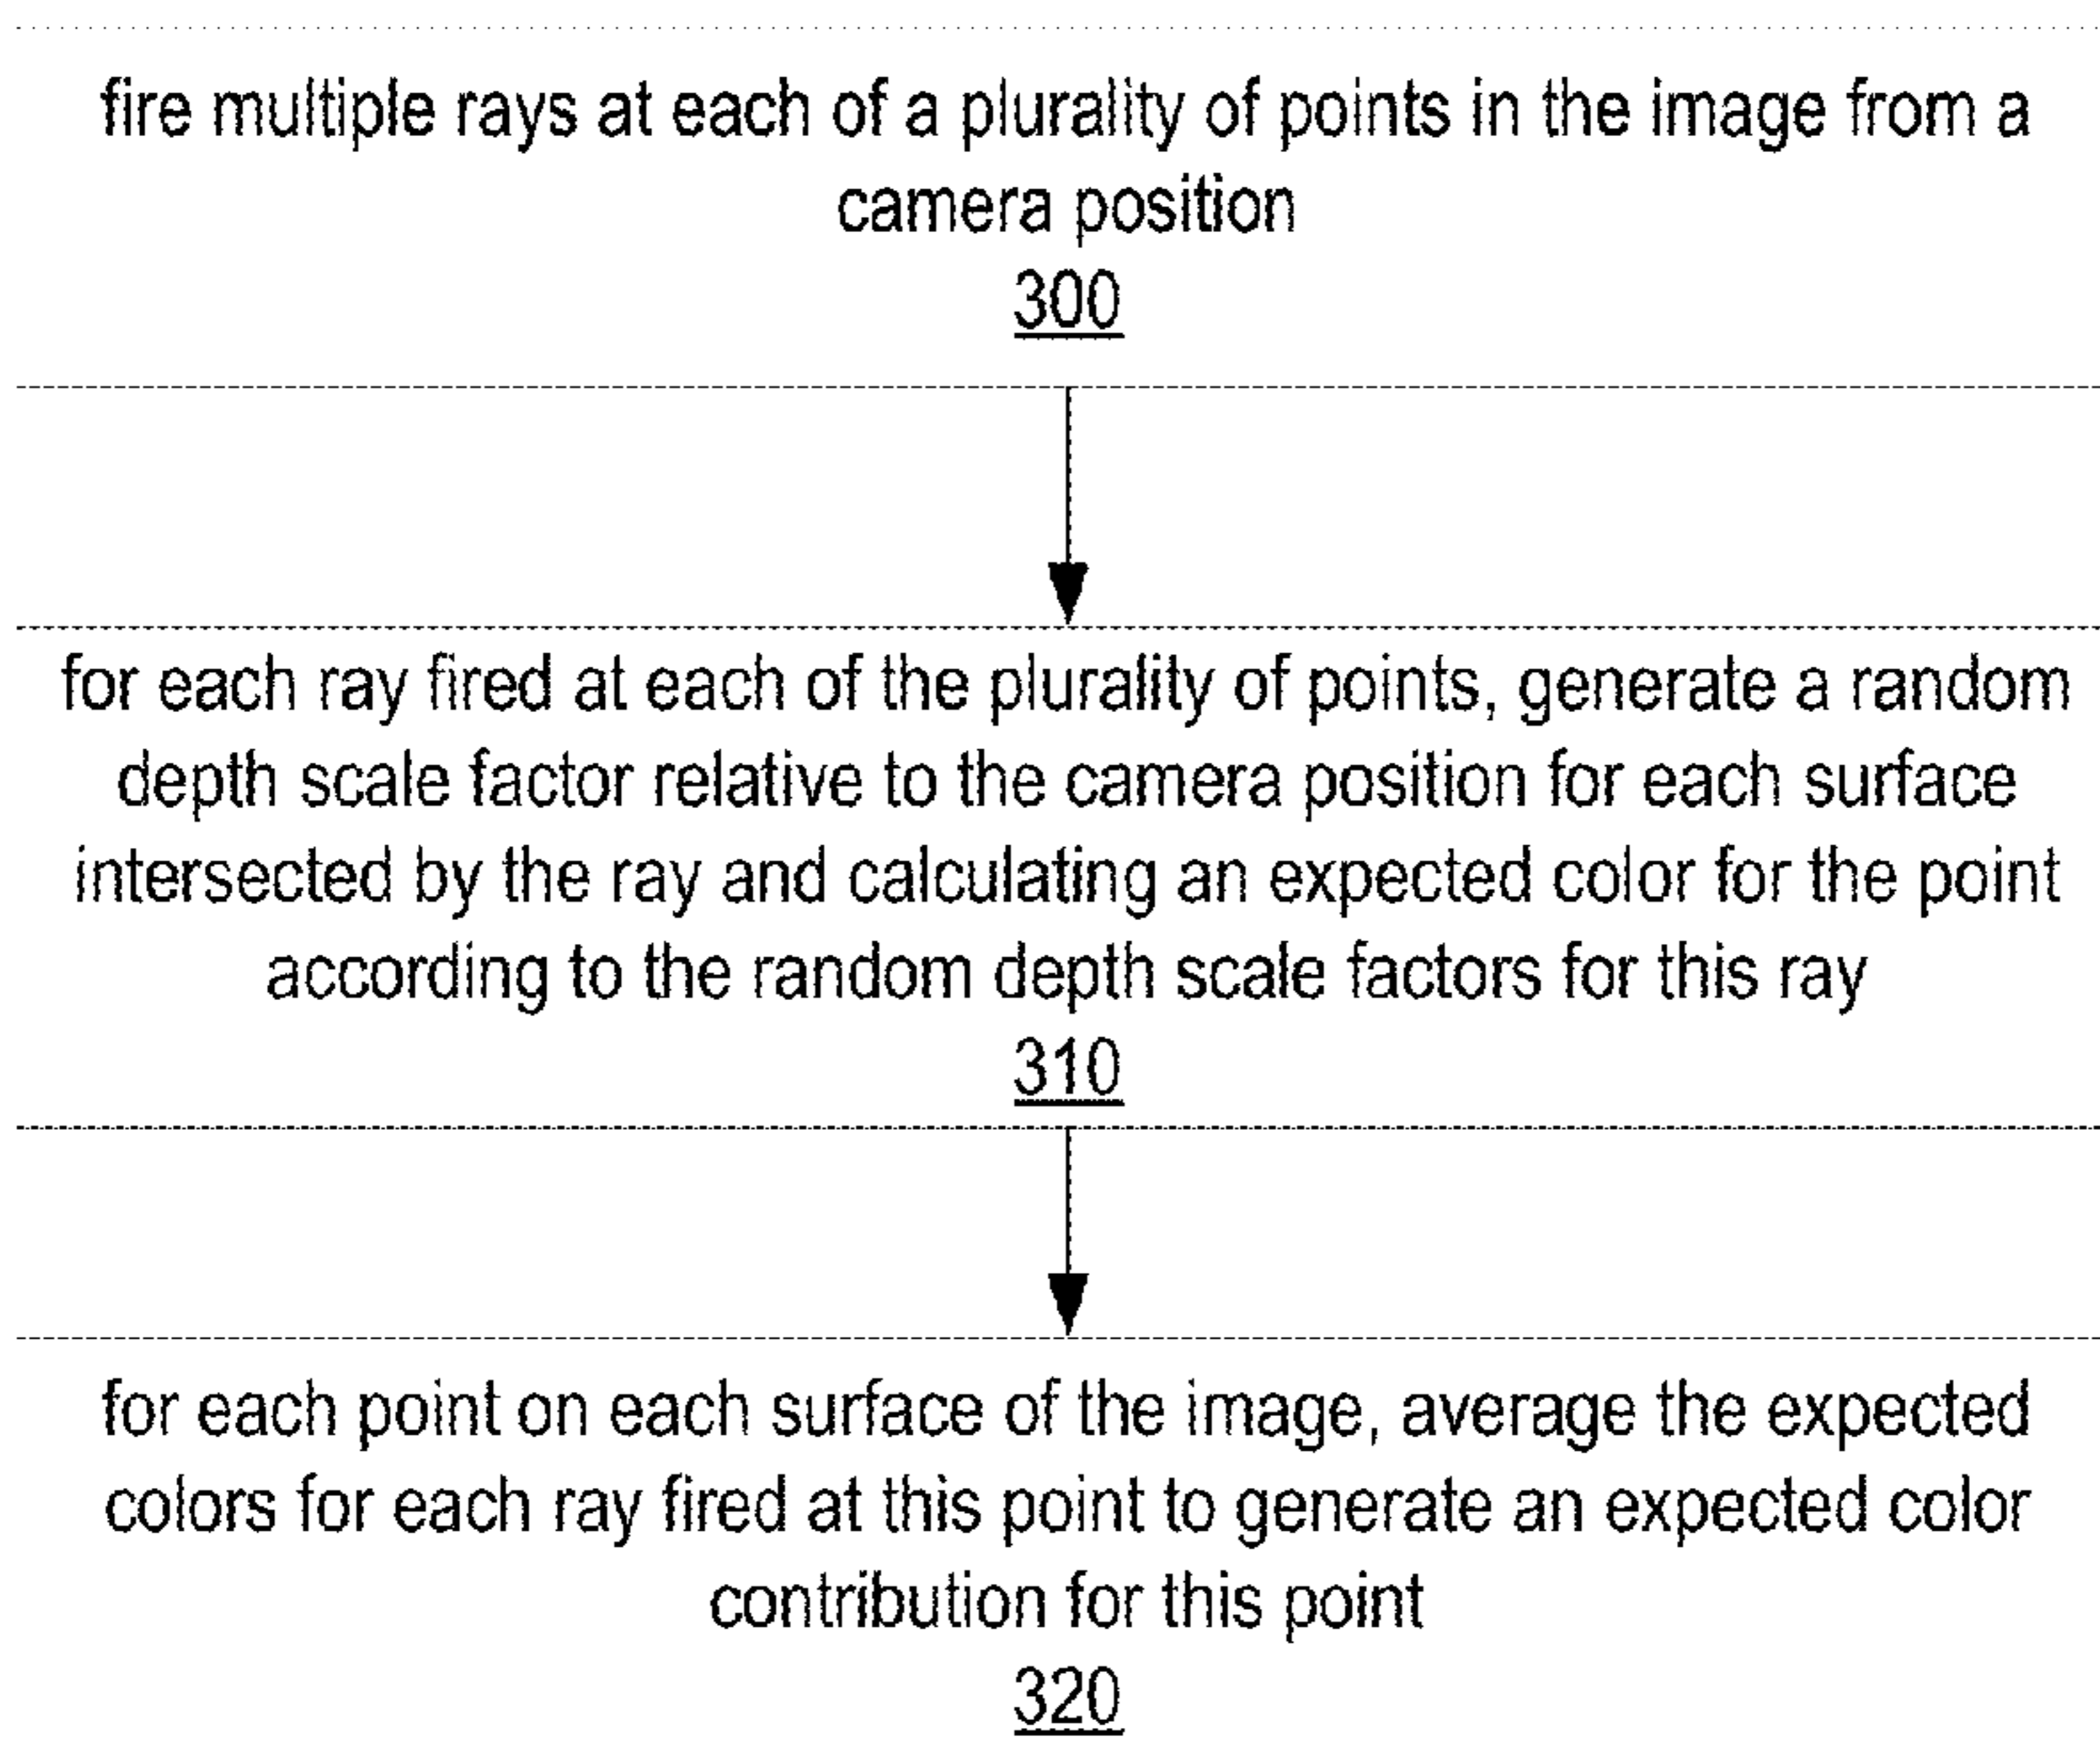 fire multiple rays at each of a plurality of points in the image from a
camera position
300
for each ray fired at each of the plurality of points, generate a random
depth scale factor relative to the camera position for each surface
intersected by the ray and calculating an expected color for the point
according to the random depth scale factors for this ray
310
for each point on each surface of the image, average the expected
colors for each ray fired at this point to generate an expected color
contribution for this point
320